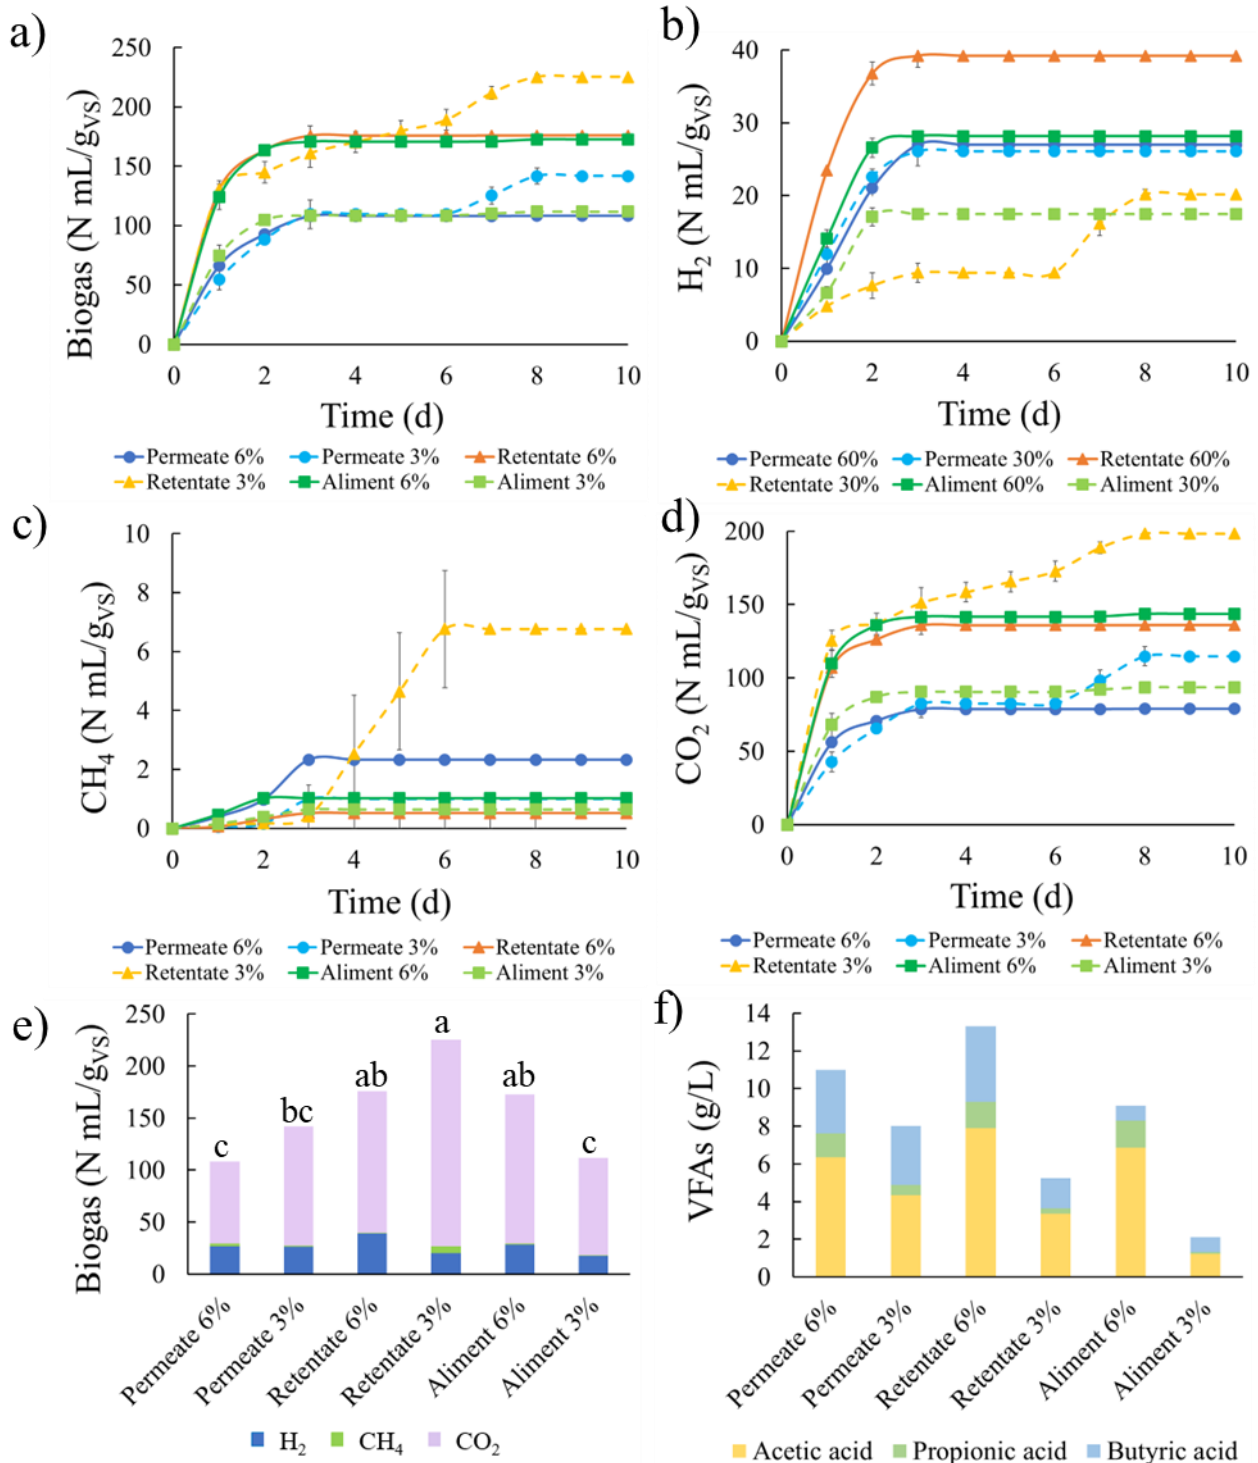 a)
250
200
150
100
50
0
Biogas (N mL/gVS)
0 2 4 6 8 10
Time (d)
Permeate 6% Permeate 3% Retentate 6%
Retentate 3% Aliment 6% Aliment 3%
b)
40
30
20
10
0
H2 (N mL/gVS)
0 2 4 6 8 10
Time (d)
Permeate 60% Permeate 30% Retentate 60%
Retentate 30% Aliment 60% Aliment 30%
c)
10
8
6
4
2
0
CH4 (N mL/gVS)
0 2 4 6 8 10
Time (d)
Permeate 6% Permeate 3% Retentate 6%
Retentate 3% Aliment 6% Aliment 3%
d)
200
150
100
50
0
CO2 (N mL/gVS)
0 2 4 6 8 10
Time (d)
Permeate 6% Permeate 3% Retentate 6%
Retentate 3% Aliment 6% Aliment 3%
e)
250
200
150
100
50
0
Biogas (N mL/gVS)
c bc ab a ab c
Permeate 6%
Permeate 3%
Retentate 6%
Retentate 3%
Aliment 6%
Aliment 3%
H2 CH4 CO2
f)
14
12
10
8
6
4
2
0
VFAs (g/L)
Permeate 6%
Permeate 3%
Retentate 6%
Retentate 3%
Aliment 6%
Aliment 3%
Acetic acid Propionic acid Butyric acid